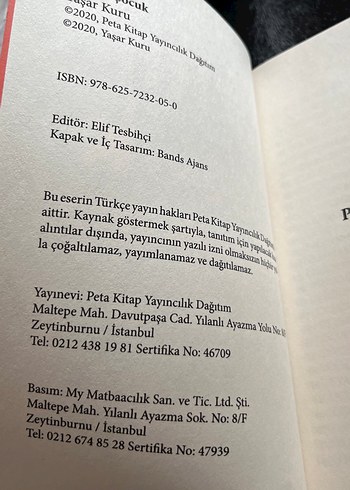 çocuk
Yaşar Kuru
©2020, Peta Kitap Yayıncılık Dağıtım
©2020, Yaşar Kuru
ISBN: 978-625-7232-05-0
Editör: Elif Tesbihçi
Kapak ve İç Tasarım: Bands Ajans
Bu eserin Türkçe yayın hakları Peta Kitap Yayıncılık Dağıtım
aittir. Kaynak göstermek şartıyla, tanıtım için yapılacak
alıntılar dışında, yayıncının yazılı izni olmaksızın hiçbir
la çoğaltılamaz, yayımlanamaz ve dağıtılamaz.
Yayınevi: Peta Kitap Yayıncılık Dağıtım
Maltepe Mah. Davutpaşa Cad. Yılanlı Ayazma Yolu No:
Zeytinburnu / İstanbul
Tel: 0212 438 19 81 Sertifika No: 46709
Basım: My Matbaacılık San. ve Tic. Ltd. Şti.
Maltepe Mah. Yılanlı Ayazma Sok. No: 8/F
Zeytinburnu / İstanbul
Tel: 0212 674 85 28 Sertifika No: 47939
P